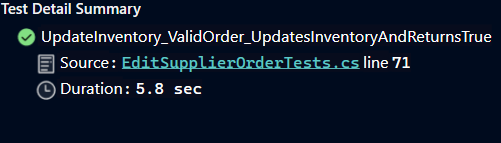 Test Detail Summary
UpdateInventory_ValidOrder_UpdatesInventoryAndReturnsTrue
Source: EditSupplierOrderTests.cs line 71
Duration: 5.8 sec